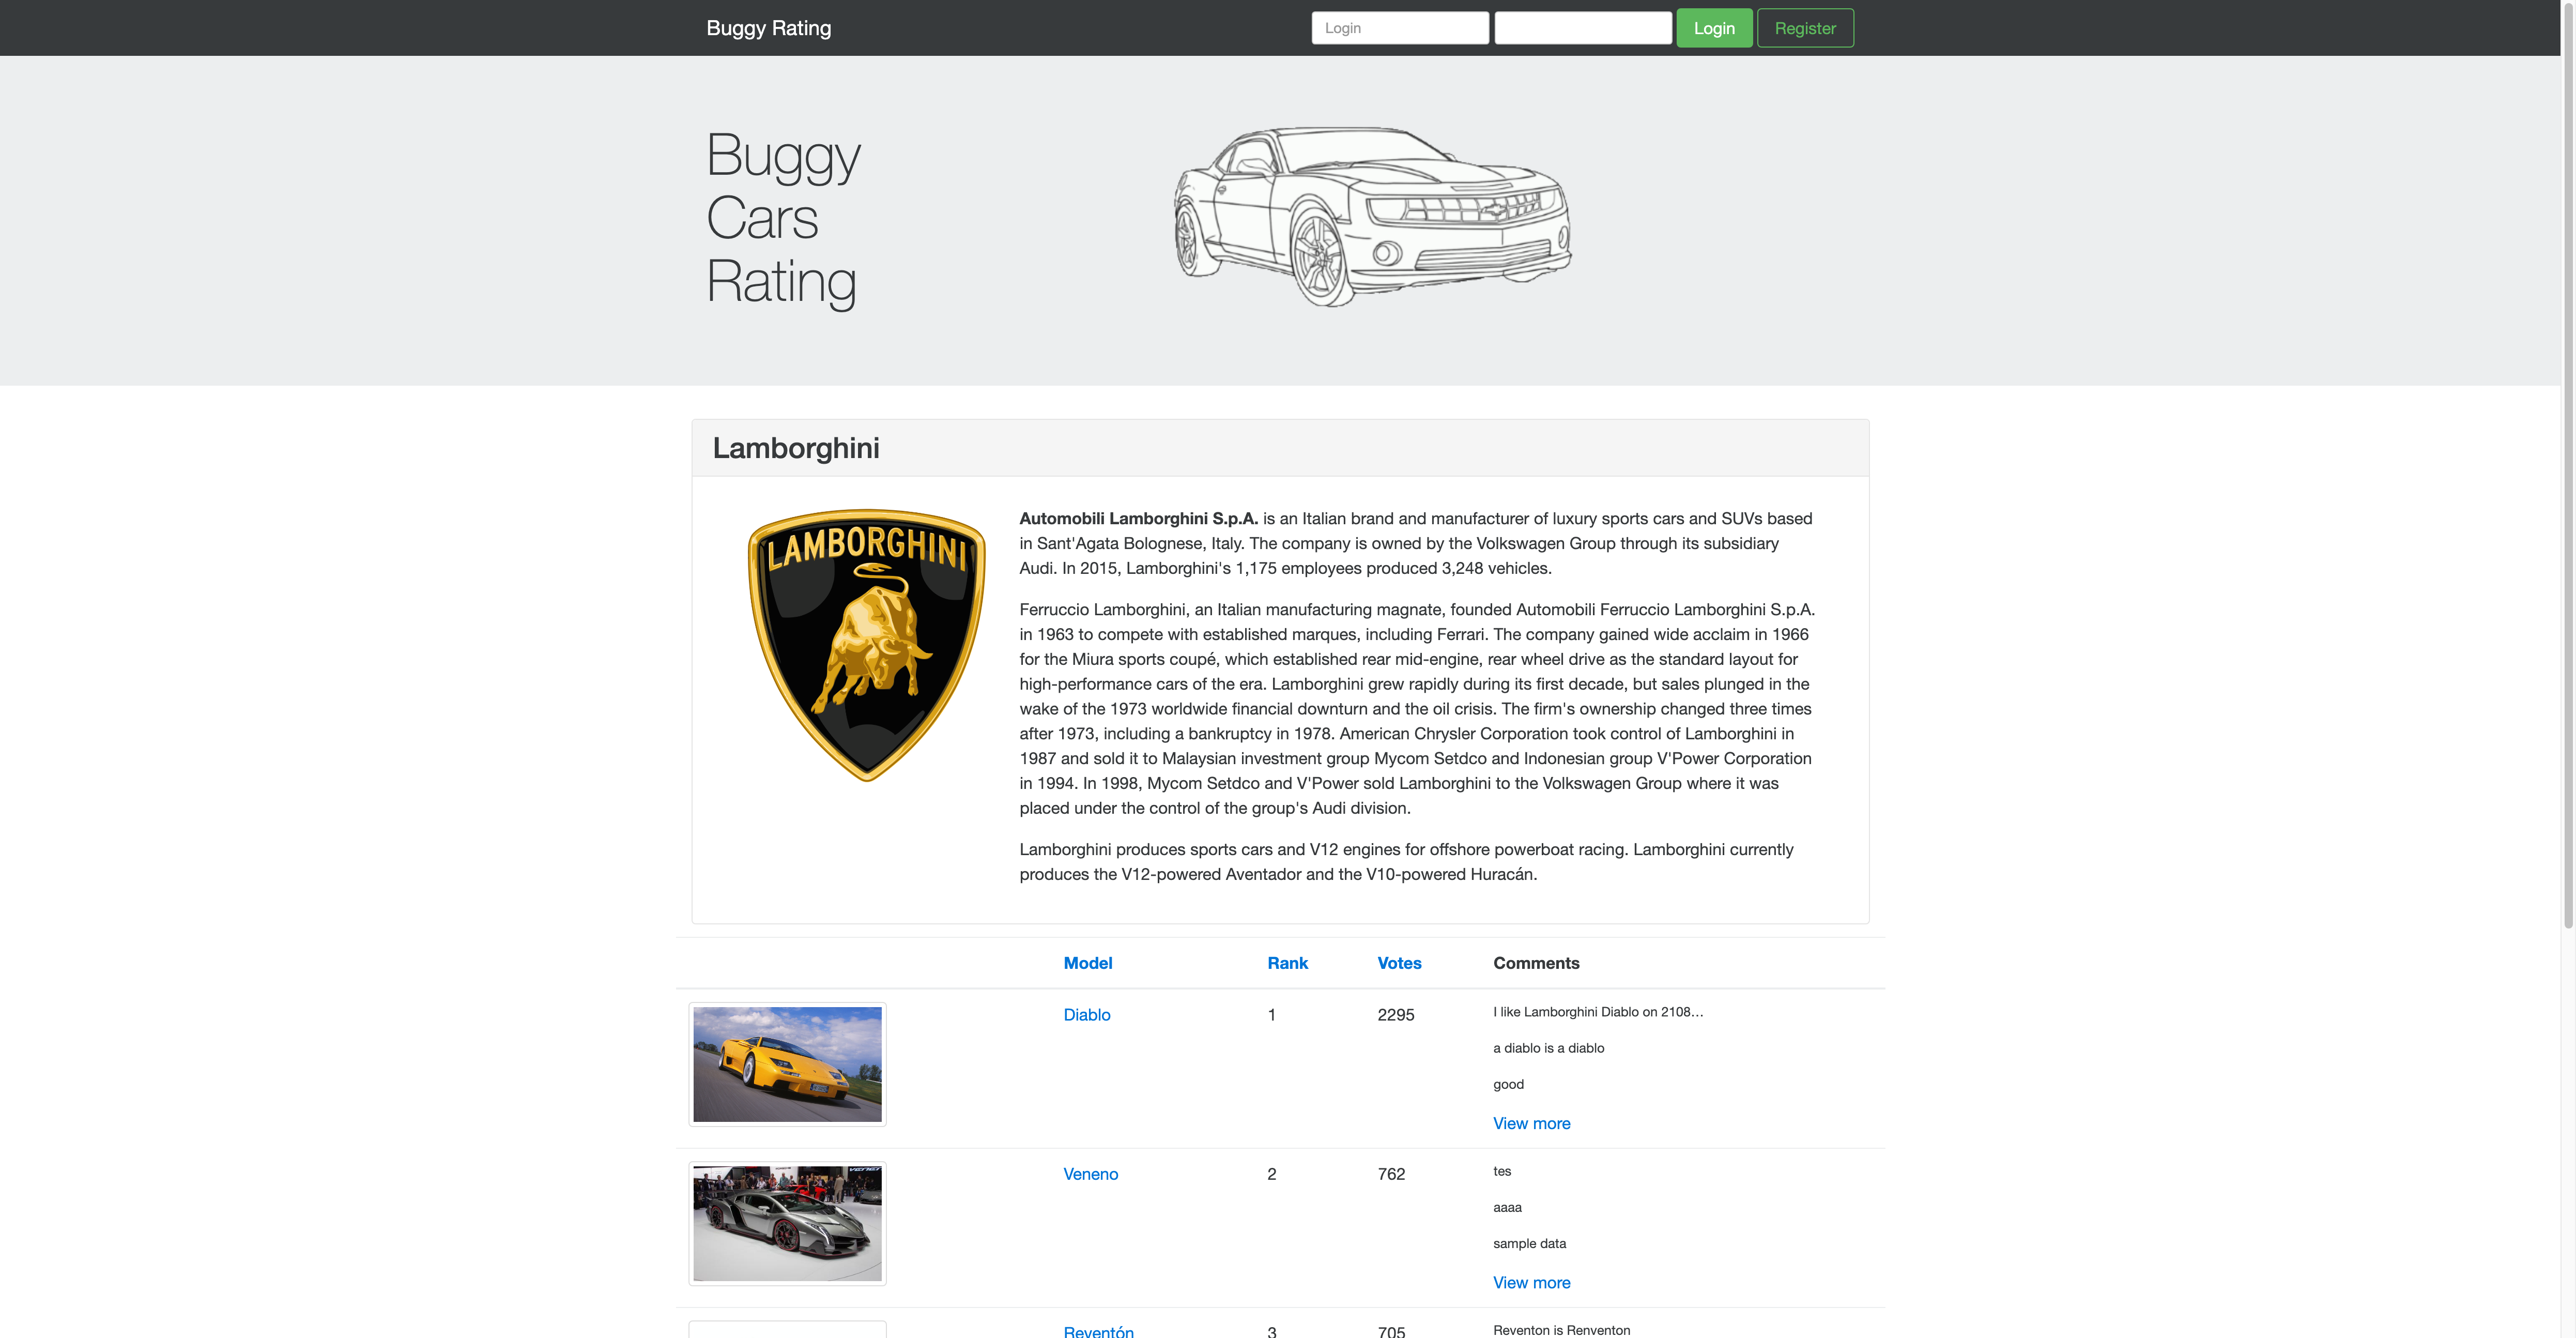 Buggy Rating
Login
Login
Register
Buggy
Cars
Rating
Lamborghini
LAMBORGHINI
Automobili Lamborghini S.p.A. is an Italian brand and manufacturer of luxury sports cars and SUVs based
in Sant'Agata Bolognese, Italy. The company is owned by the Volkswagen Group through its subsidiary
Audi. In 2015, Lamborghini's 1,175 employees produced 3,248 vehicles.
Ferruccio Lamborghini, an Italian manufacturing magnate, founded Automobili Ferruccio Lamborghini S.p.A.
in 1963 to compete with established marques, including Ferrari. The company gained wide acclaim in 1966
for the Miura sports coupé, which established rear mid-engine, rear wheel drive as the standard layout for
high-performance cars of the era. Lamborghini grew rapidly during its first decade, but sales plunged in the
wake of the 1973 worldwide financial downturn and the oil crisis. The firm's ownership changed three times
after 1973, including a bankruptcy in 1978. American Chrysler Corporation took control of Lamborghini in
1987 and sold it to Malaysian investment group Mycom Setdco and Indonesian group V'Power Corporation
in 1994. In 1998, Mycom Setdco and V'Power sold Lamborghini to the Volkswagen Group where it was
placed under the control of the group's Audi division.
Lamborghini produces sports cars and V12 engines for offshore powerboat racing. Lamborghini currently
produces the V12-powered Aventador and the V10-powered Huracán.
Model Rank Votes Comments
Diablo 1 2295 I like Lamborghini Diablo on 2108…
a diablo is a diablo
good
View more
Veneno 2 762 tes
aaaa
sample data
View more
Reventón 3 705 Reventon is Renventon